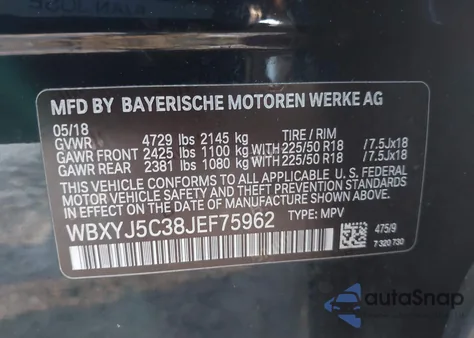 MFD BY BAYERISCHE MOTOREN WERKE AG
05/18
GVWR 4729 lbs 2145 kg TIRE / RIM
GAWR FRONT 2425 lbs 1100 kg WITH 225/50 R18 /7.5Jx18
GAWR REAR 2381 lbs 1080 kg WITH 225/50 R18 /7.5Jx18
THIS VEHICLE CONFORMS TO ALL APPLICABLE U. S. FEDERAL
MOTOR VEHICLE SAFETY, BUMPER, AND THEFT PREVENTION
STANDARDS IN EFFECT ON THE DATE OF MANUFACTURE SHOWN ABOVE.
WBXYJ5C38JEF75962 TYPE: MPV
475/9
7 320 730
autoSnap